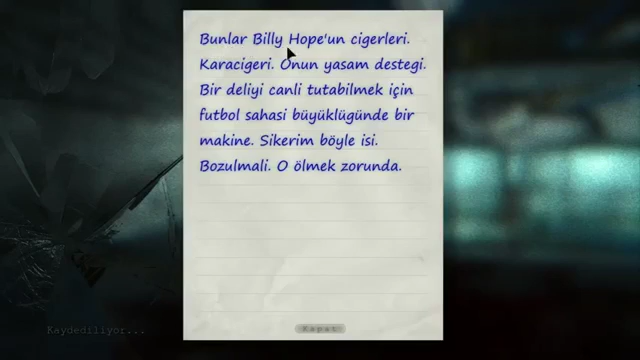 Bunlar Billy Hope'un cigerleri.
Karacigeri. Onun yasam destegi.
Bir deliyi canli tutabilmek için
futbol sahasi büyüklügünde bir
makine. Sikerim böyle isi.
Bozulmali. O ölmek zorunda.
Kapat
Kaydediliyor...